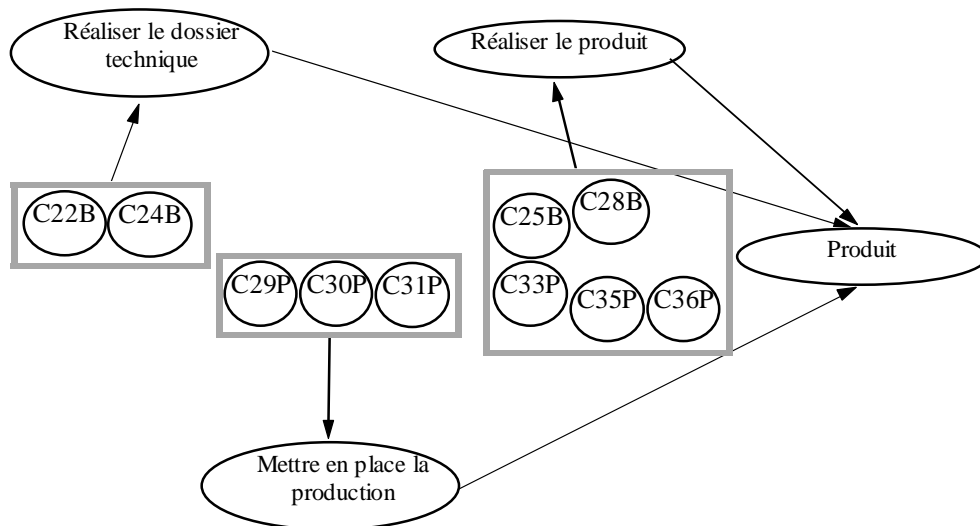 Réaliser le dossier
technique
Réaliser le produit
C22B C24B
C25B C28B
C29P C30P C31P
C33P C35P C36P
Produit
Mettre en place la
production